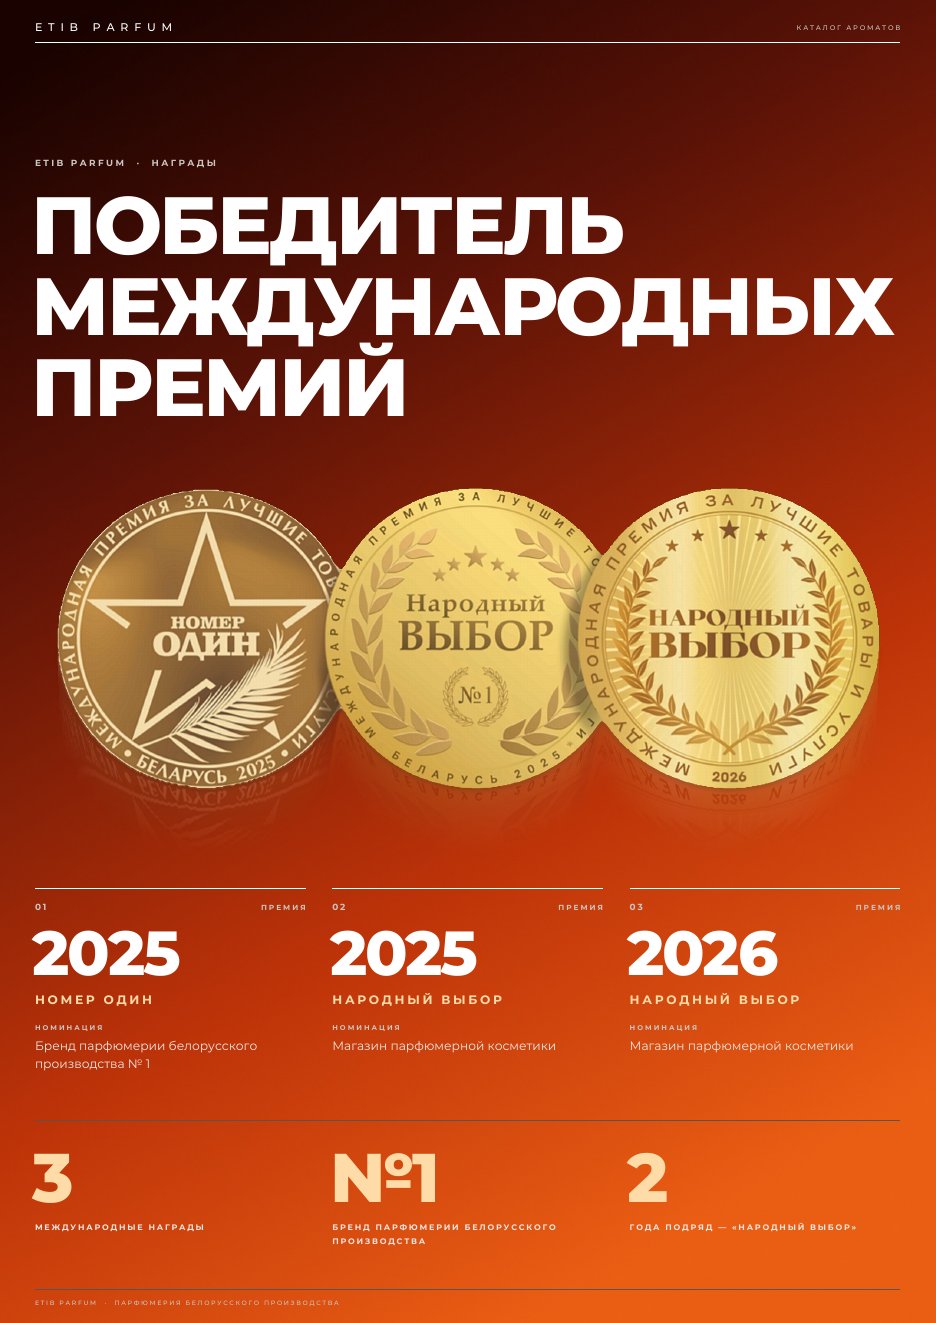 ETIB PARFUM
КАТАЛОГ АРОМАТОВ
ETIB PARFUM · НАГРАДЫ
ПОБЕДИТЕЛЬ
МЕЖДУНАРОДНЫХ
ПРЕМИЙ
МЕЖДУНАРОДНАЯ ПРЕМИЯ ЗА ЛУЧШИЕ ТОВ
НОМЕР
ОДИН
• БЕЛАРУСЬ 2025 •
МЕЖДУНАРОДНАЯ ПРЕМИЯ ЗА ЛУЧШИЕ ТО
Народный
ВЫБОР
№1
БЕЛАРУСЬ 2025
МЕЖДУНАРОДНАЯ ПРЕМИЯ ЗА ЛУЧШИЕ ТОВАРЫ И УСЛУГИ
НАРОДНЫЙ
ВЫБОР
2026
01 ПРЕМИЯ
2025
НОМЕР ОДИН
НОМИНАЦИЯ
Бренд парфюмерии белорусского
производства № 1
02 ПРЕМИЯ
2025
НАРОДНЫЙ ВЫБОР
НОМИНАЦИЯ
Магазин парфюмерной косметики
03 ПРЕМИЯ
2026
НАРОДНЫЙ ВЫБОР
НОМИНАЦИЯ
Магазин парфюмерной косметики
3
МЕЖДУНАРОДНЫЕ НАГРАДЫ
№1
БРЕНД ПАРФЮМЕРИИ БЕЛОРУССКОГО
ПРОИЗВОДСТВА
2
ГОДА ПОДРЯД — «НАРОДНЫЙ ВЫБОР»
ETIB PARFUM · ПАРФЮМЕРИЯ БЕЛОРУССКОГО ПРОИЗВОДСТВА